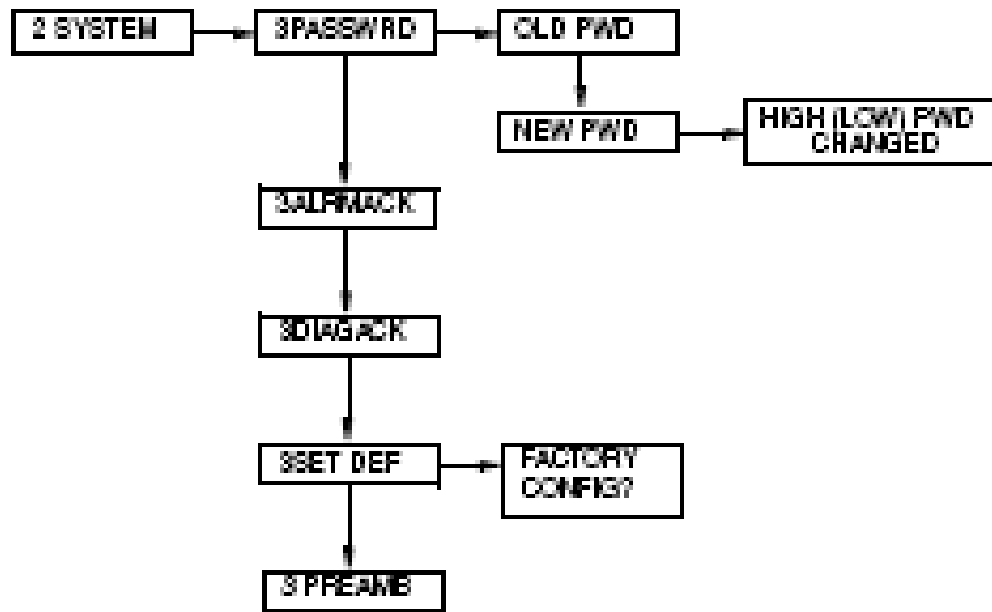 2 SYSTEM
3PASSWRD
OLD PWD
NEW PWD
HIGH (LOW) PWD
CHANGED
3ALRMACK
3DIAGACK
3SET DEF
FACTORY
CONFIG?
3 PREAMB